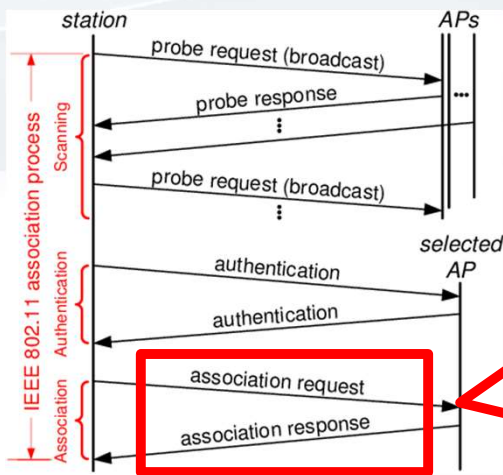 station
APs
probe request (broadcast)
probe response
probe request (broadcast)
selected
AP
authentication
authentication
association request
association response
IEEE 802.11 association process
Scanning
Authentication
Association